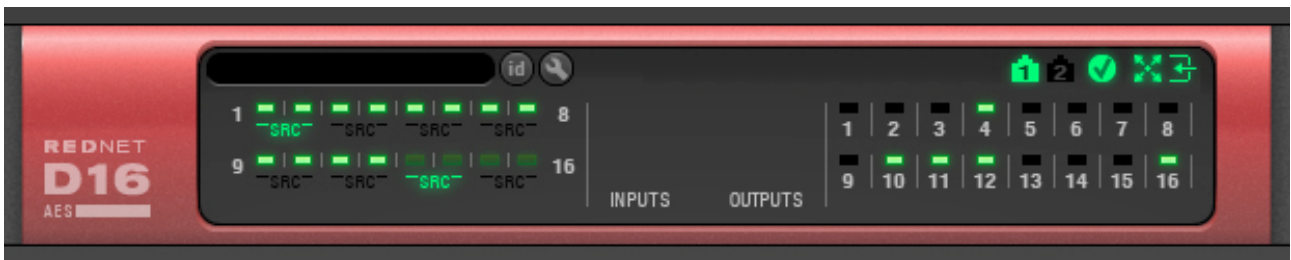 id
1 2
1 8
SRC SRC SRC SRC
1 2 3 4 5 6 7 8
REDNET
D16
AES
9 16
SRC SRC SRC SRC
9 10 11 12 13 14 15 16
INPUTS OUTPUTS